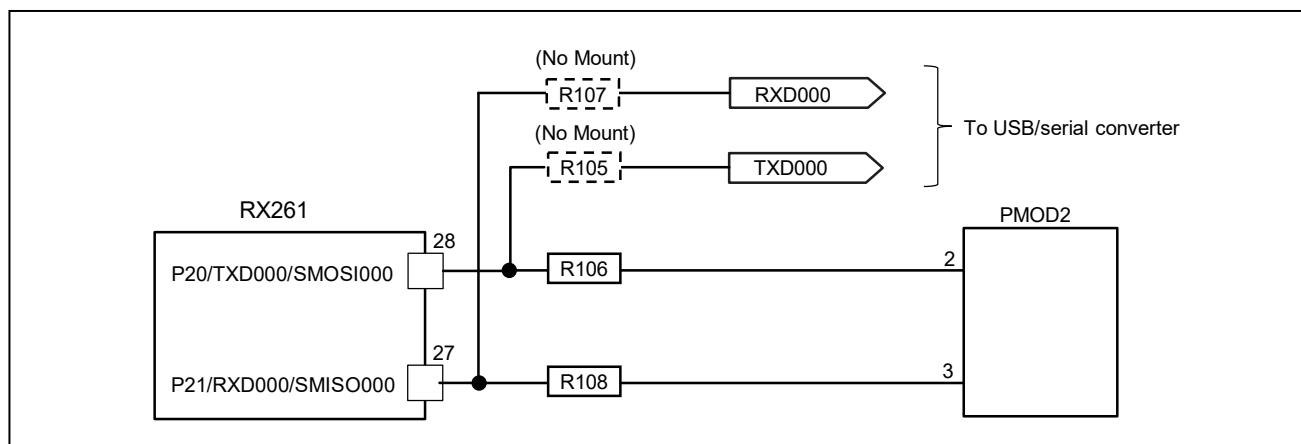 (No Mount)
R107
RXD000
(No Mount)
To USB/serial converter
R105
TXD000
RX261
PMOD2
28
P20/TXD000/SMOSI000
R106
2
27
P21/RXD000/SMISO000
R108
3